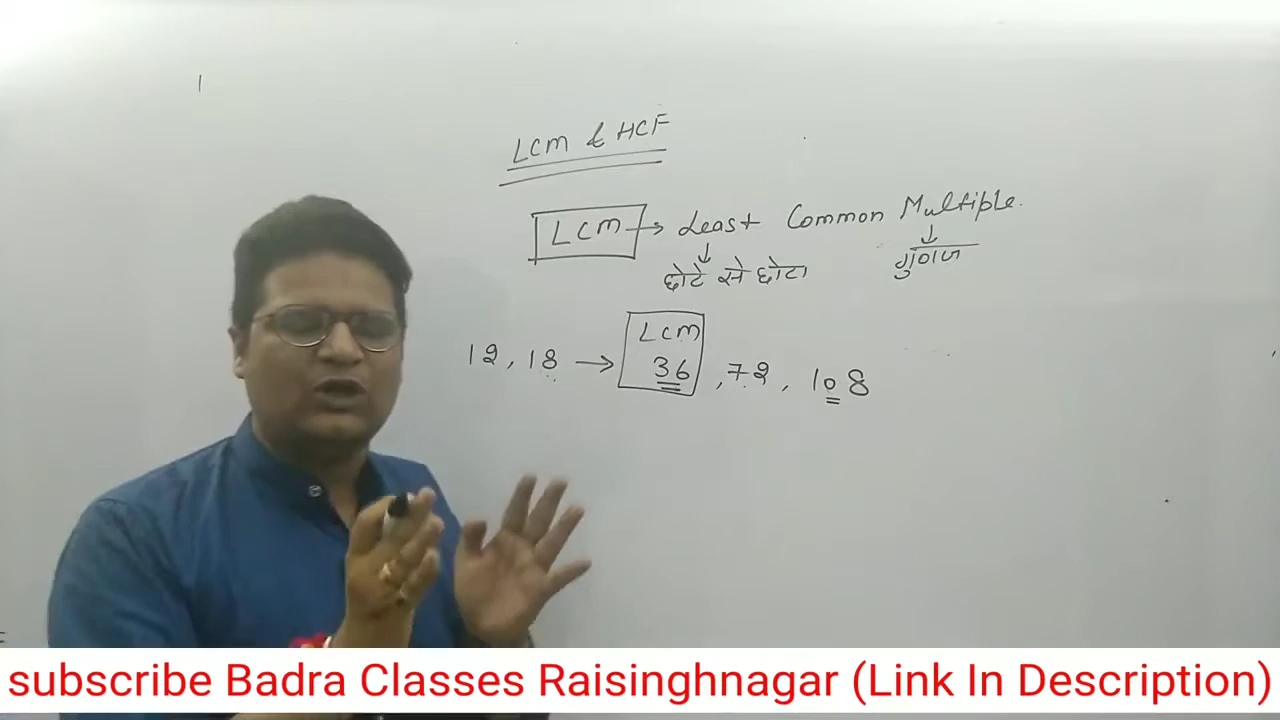 LCM & HCF
LCM → Least Common Multiple.
छोटे से छोटा
गुणज
12, 18 → LCM
36, 72, 108
subscribe Badra Classes Raisinghnagar (Link In Description)